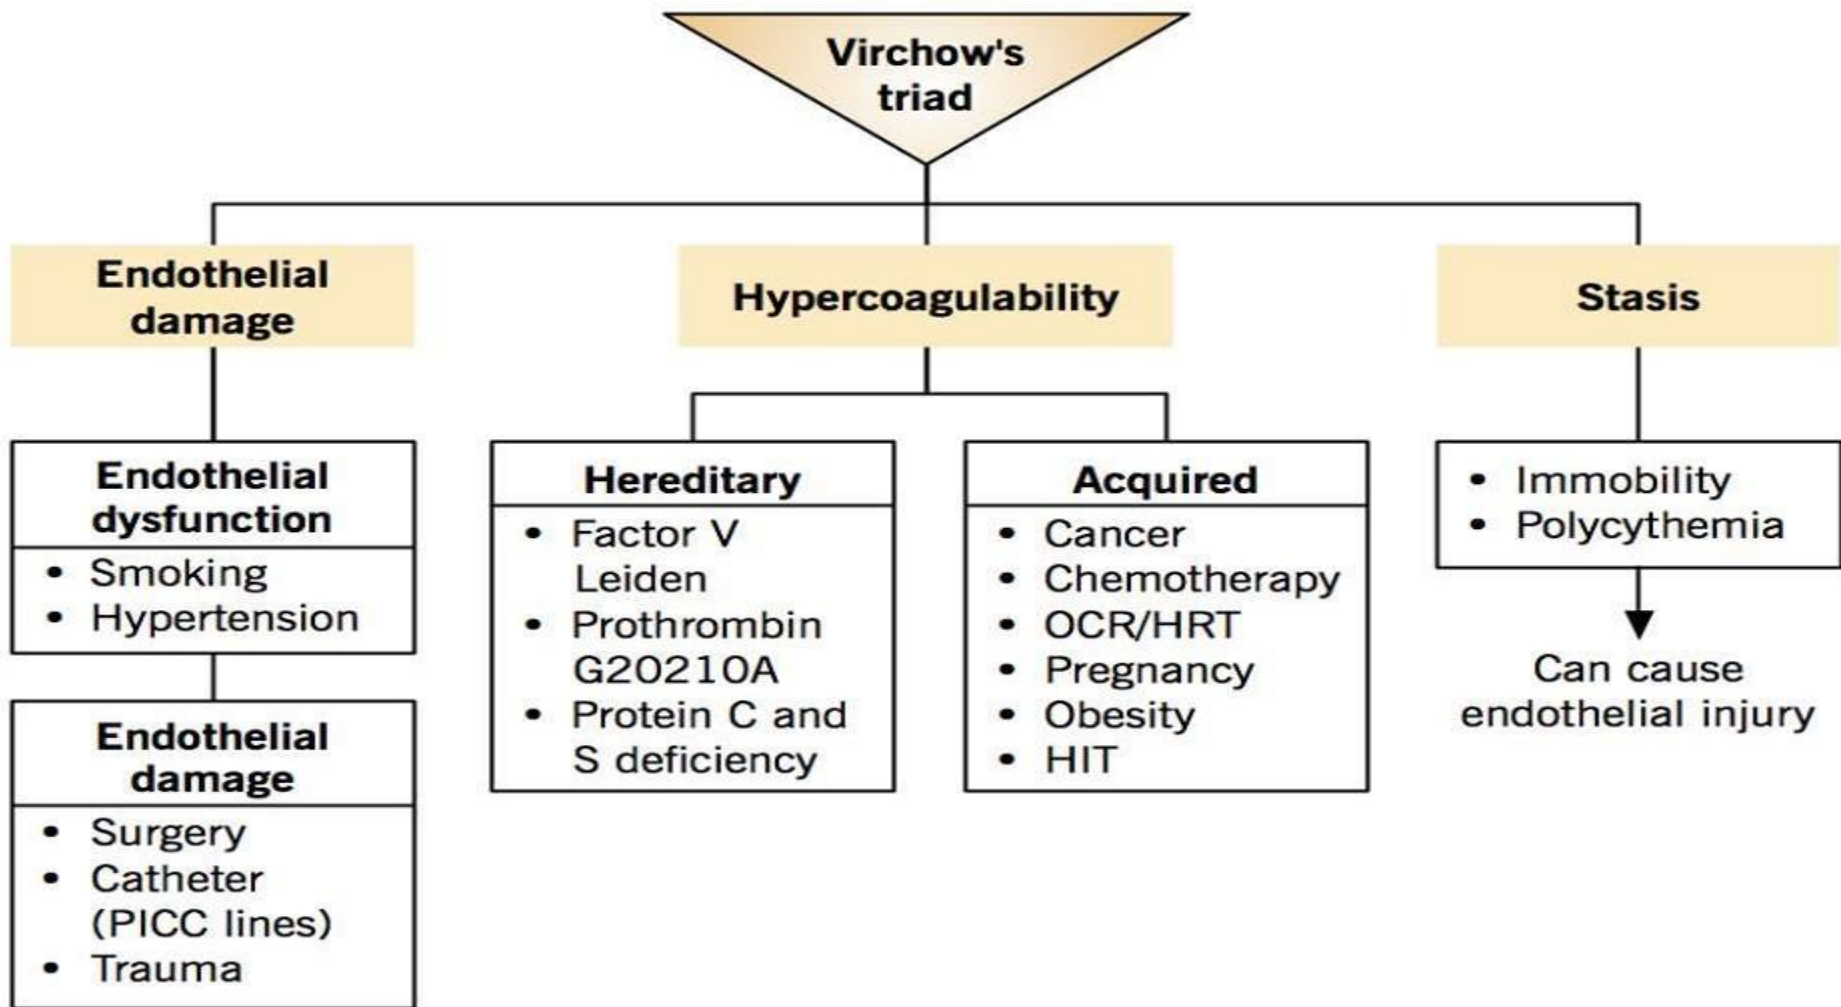 Virchow's
triad
Endothelial
damage
Hypercoagulability
Stasis
Endothelial
dysfunction
• Smoking
• Hypertension
Endothelial
damage
• Surgery
• Catheter
(PICC lines)
• Trauma
Hereditary
• Factor V
Leiden
• Prothrombin
G20210A
• Protein C and
S deficiency
Acquired
• Cancer
• Chemotherapy
• OCR/HRT
• Pregnancy
• Obesity
• HIT
• Immobility
• Polycythemia
Can cause
endothelial injury